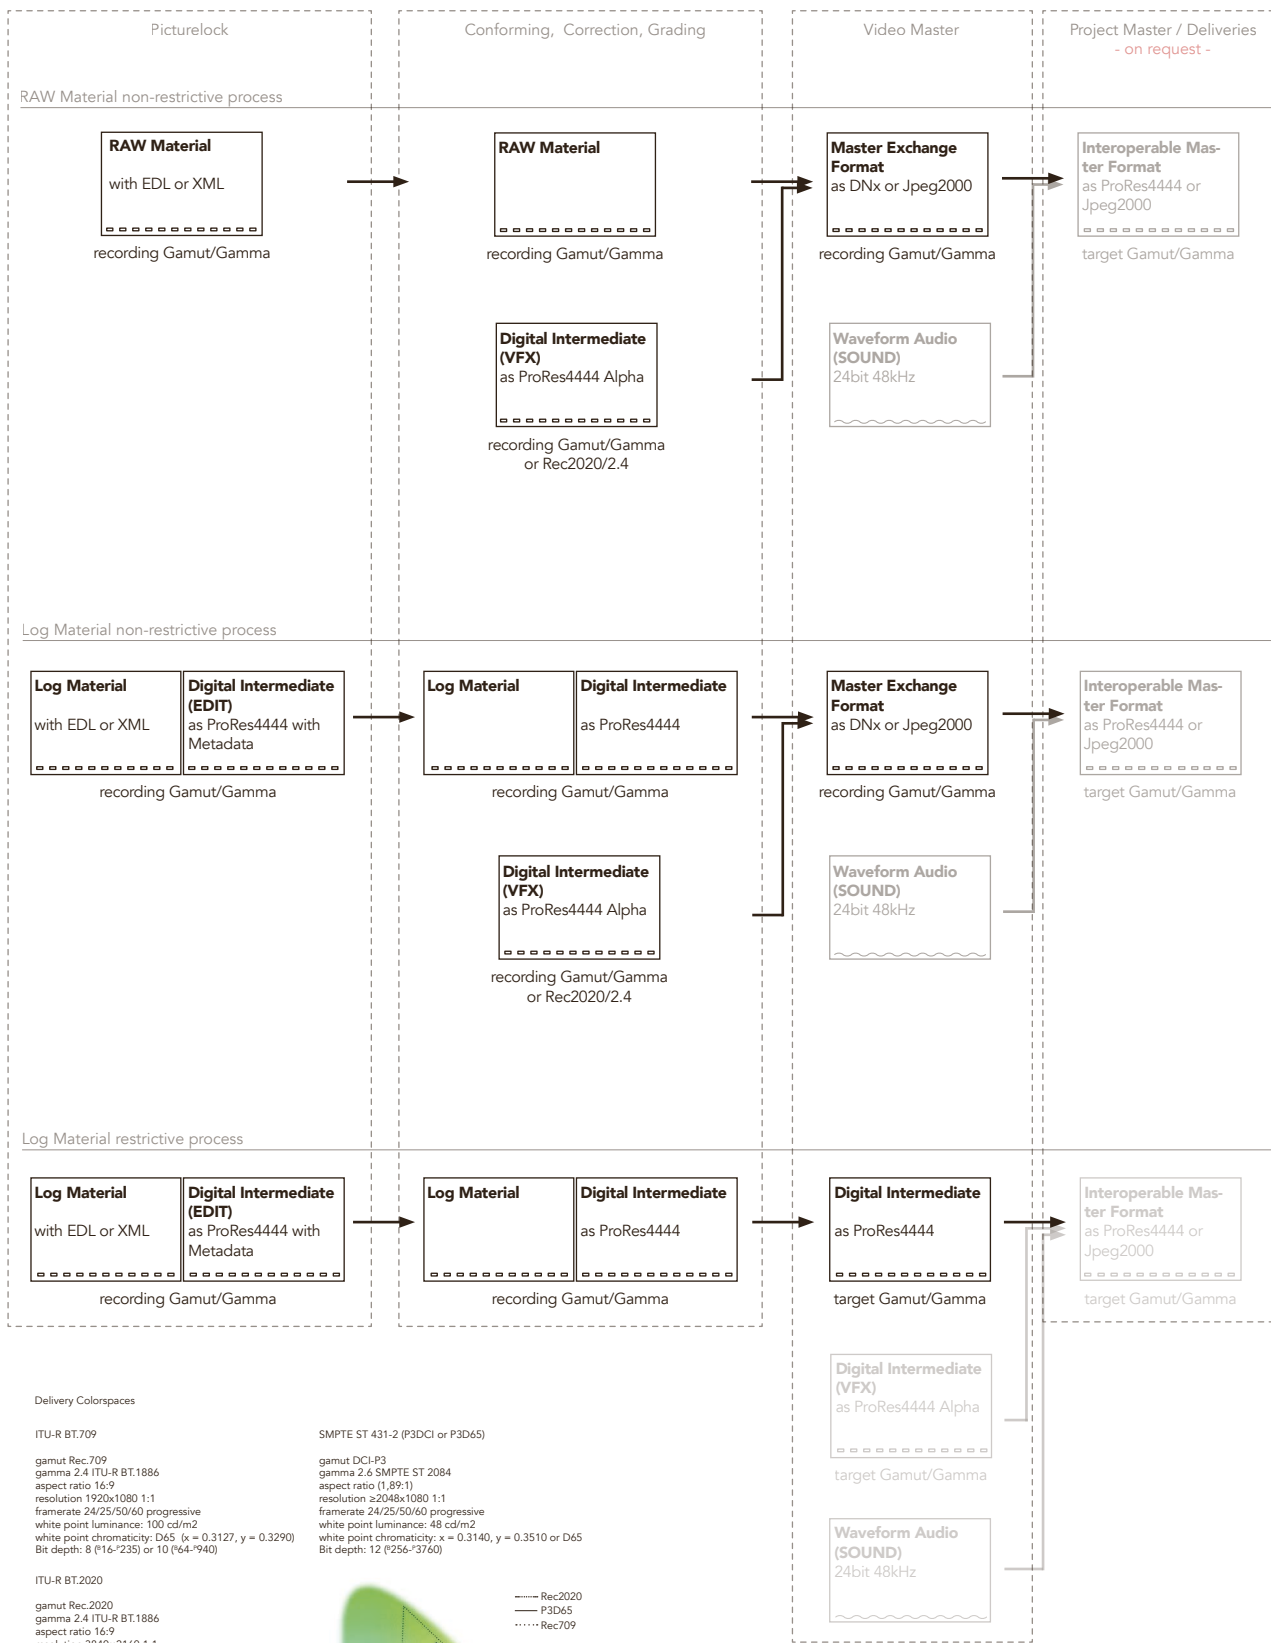 Picturelock
Conforming, Correction, Grading
Video Master
Project Master / Deliveries
- on request -
RAW Material non-restrictive process
RAW Material
with EDL or XML
recording Gamut/Gamma
RAW Material
recording Gamut/Gamma
Master Exchange
Format
as DNx or Jpeg2000
recording Gamut/Gamma
Interoperable Mas-
ter Format
as ProRes4444 or
Jpeg2000
target Gamut/Gamma
Digital Intermediate
(VFX)
as ProRes4444 Alpha
recording Gamut/Gamma
or Rec2020/2.4
Waveform Audio
(SOUND)
24bit 48kHz
Log Material non-restrictive process
Log Material
with EDL or XML
Digital Intermediate
(EDIT)
as ProRes4444 with
Metadata
recording Gamut/Gamma
Log Material
Digital Intermediate
as ProRes4444
recording Gamut/Gamma
Master Exchange
Format
as DNx or Jpeg2000
recording Gamut/Gamma
Interoperable Mas-
ter Format
as ProRes4444 or
Jpeg2000
target Gamut/Gamma
Digital Intermediate
(VFX)
as ProRes4444 Alpha
recording Gamut/Gamma
or Rec2020/2.4
Waveform Audio
(SOUND)
24bit 48kHz
Log Material restrictive process
Log Material
with EDL or XML
Digital Intermediate
(EDIT)
as ProRes4444 with
Metadata
recording Gamut/Gamma
Log Material
Digital Intermediate
as ProRes4444
recording Gamut/Gamma
Digital Intermediate
as ProRes4444
target Gamut/Gamma
Interoperable Mas-
ter Format
as ProRes4444 or
Jpeg2000
target Gamut/Gamma
Digital Intermediate
(VFX)
as ProRes4444 Alpha
target Gamut/Gamma
Waveform Audio
(SOUND)
24bit 48kHz
Delivery Colorspaces
ITU-R BT.709
gamut Rec.709
gamma 2.4 ITU-R BT.1886
aspect ratio 16:9
resolution 1920x1080 1:1
framerate 24/25/50/60 progressive
white point luminance: 100 cd/m2
white point chromaticity: D65 (x = 0.3127, y = 0.3290)
Bit depth: 8 (ᴮ16-ᴾ235) or 10 (ᴮ64-ᴾ940)
SMPTE ST 431-2 (P3DCI or P3D65)
gamut DCI-P3
gamma 2.6 SMPTE ST 2084
aspect ratio (1,89:1)
resolution ≥2048x1080 1:1
framerate 24/25/50/60 progressive
white point luminance: 48 cd/m2
white point chromaticity: x = 0.3140, y = 0.3510 or D65
Bit depth: 12 (ᴮ256-ᴾ3760)
ITU-R BT.2020
gamut Rec.2020
gamma 2.4 ITU-R BT.1886
aspect ratio 16:9
Rec2020
P3D65
Rec709